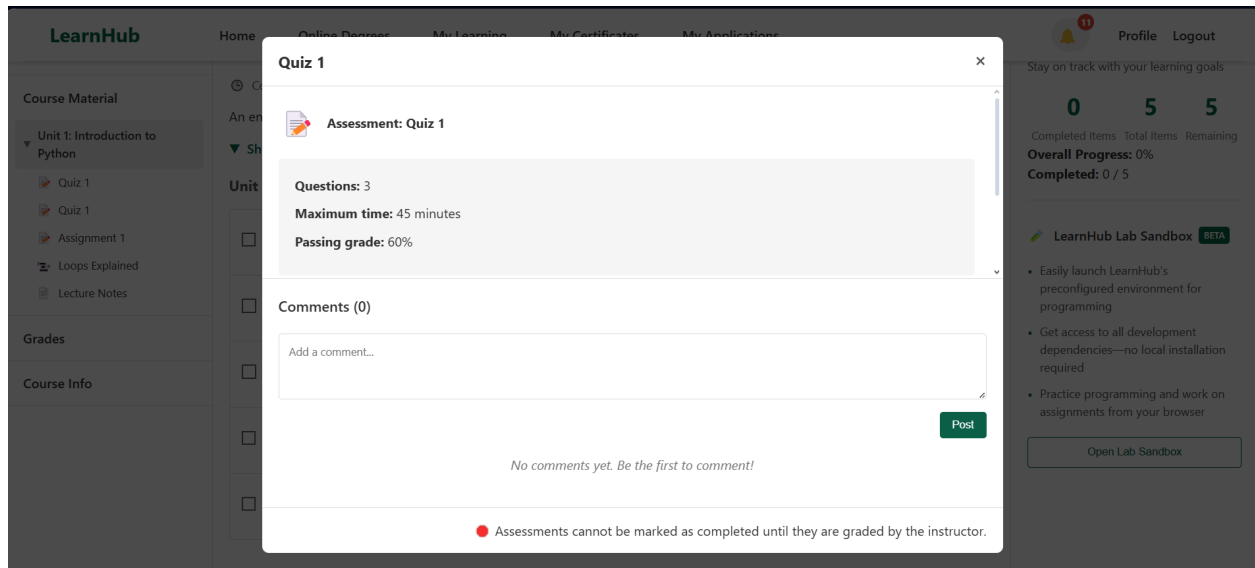 LearnHub
Home Online Degrees My Learning My Certificates My Applications
11
Profile Logout
Course Material
Unit 1: Introduction to
Python
Quiz 1
Quiz 1
Assignment 1
Loops Explained
Lecture Notes
Grades
Course Info
An en
Sh
Unit
Quiz 1
×
Assessment: Quiz 1
Questions: 3
Maximum time: 45 minutes
Passing grade: 60%
Comments (0)
Add a comment...
Post
No comments yet. Be the first to comment!
Assessments cannot be marked as completed until they are graded by the instructor.
Stay on track with your learning goals
0 5 5
Completed Items Total Items Remaining
Overall Progress: 0%
Completed: 0 / 5
LearnHub Lab Sandbox BETA
• Easily launch LearnHub's
preconfigured environment for
programming
• Get access to all development
dependencies—no local installation
required
• Practice programming and work on
assignments from your browser
Open Lab Sandbox